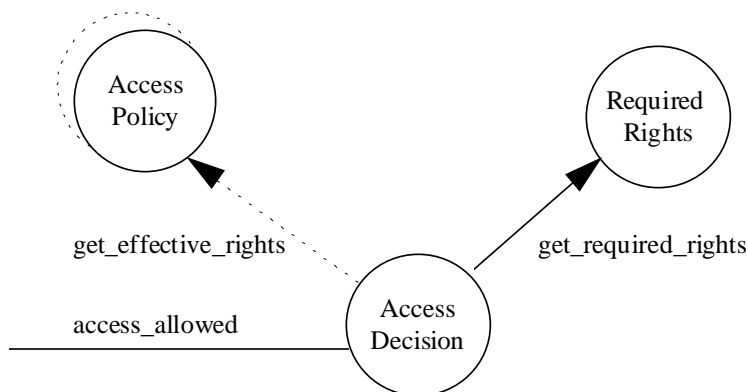 Access
Policy
Required
Rights
get_effective_rights
get_required_rights
access_allowed
Access
Decision